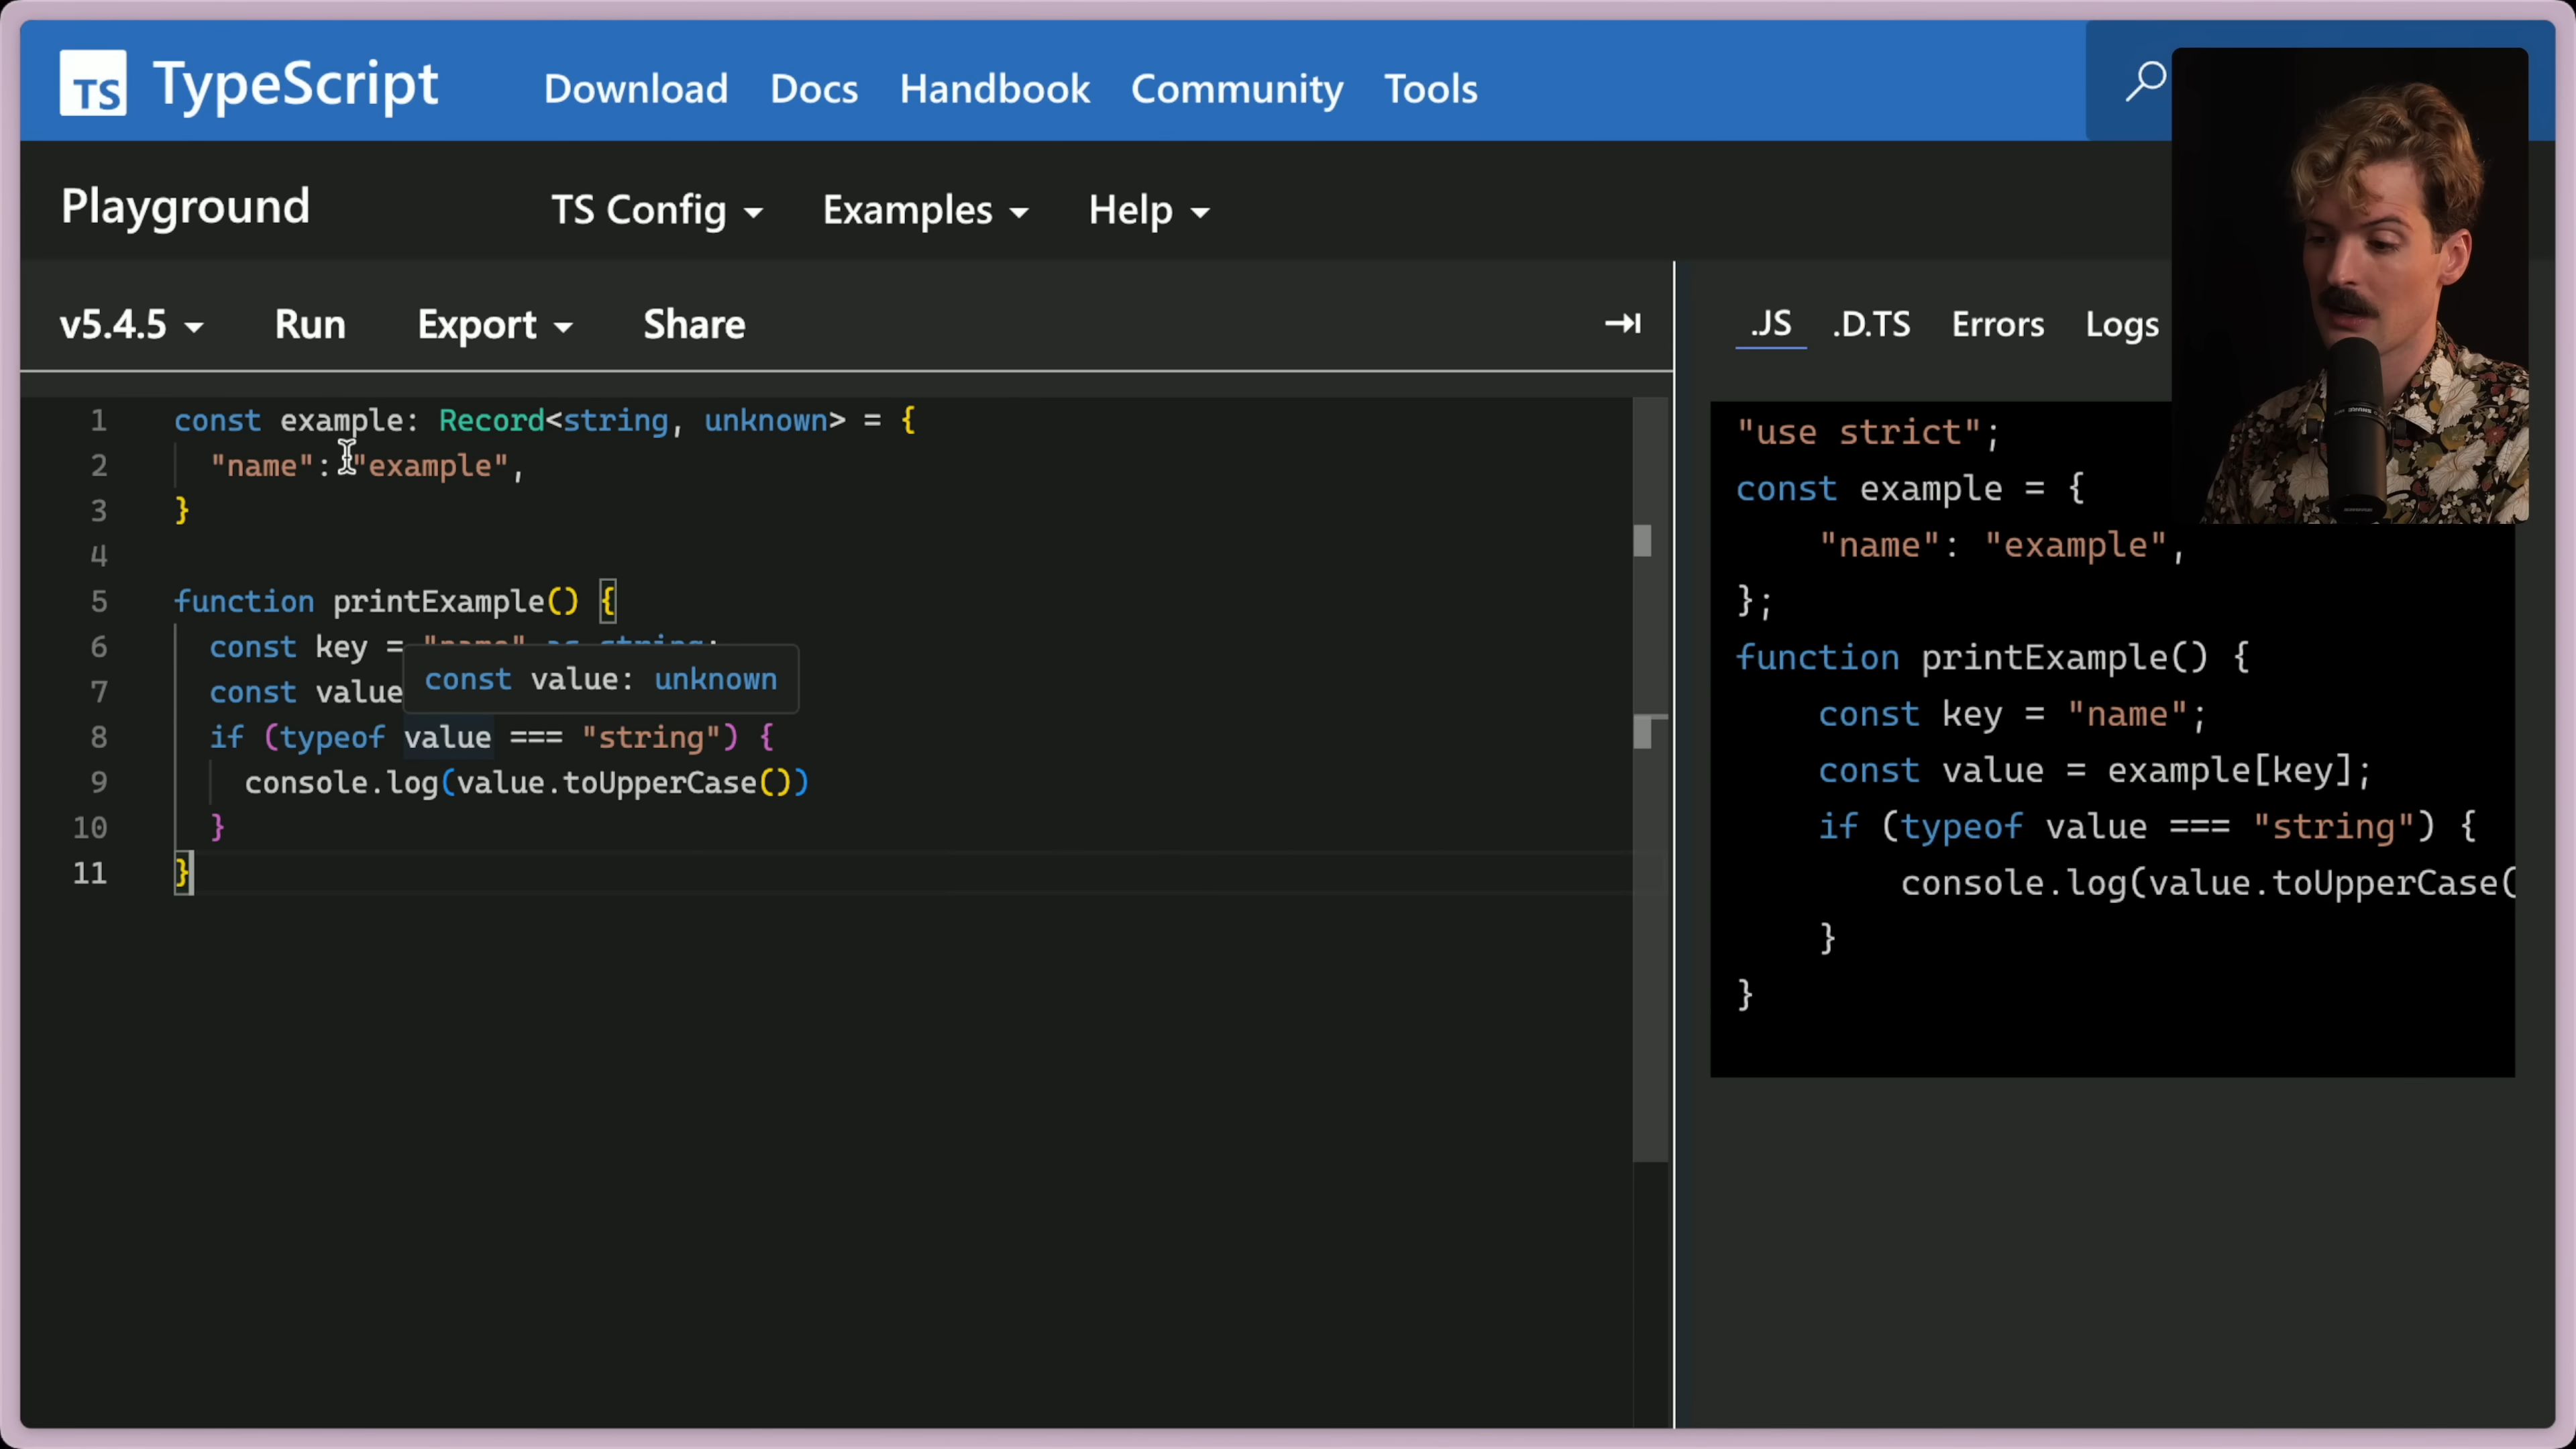 TS TypeScript Download Docs Handbook Community Tools
Playground TS Config Examples Help
v5.4.5 Run Export Share
.JS .D.TS Errors Logs
1 const example: Record<string, unknown> = {
2 "name": "example",
3 }
4
5 function printExample() {
6 const key = "name" as string;
7 const value
const value: unknown
8 if (typeof value === "string") {
9 console.log(value.toUpperCase())
10 }
11 }
"use strict";
const example = {
"name": "example",
};
function printExample() {
const key = "name";
const value = example[key];
if (typeof value === "string") {
console.log(value.toUpperCase(
}
}